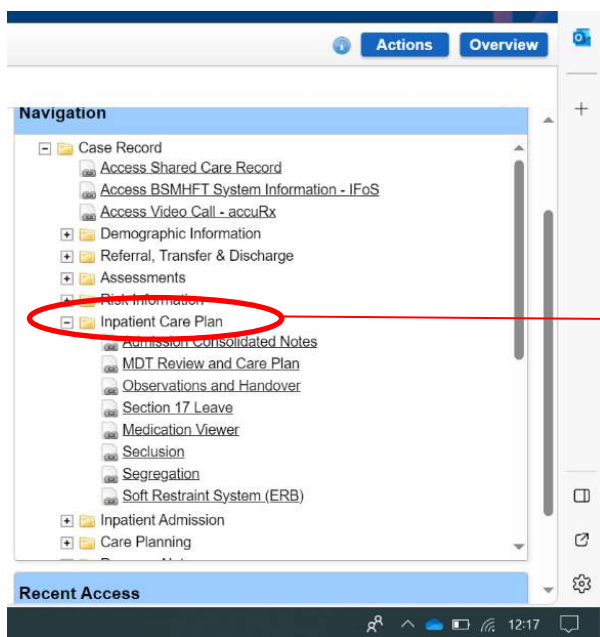 Actions Overview
Navigation
Case Record
Access Shared Care Record
Access BSMHFT System Information - IFoS
Access Video Call - accuRx
Demographic Information
Referral, Transfer & Discharge
Assessments
Risk Information
Inpatient Care Plan
Admission Consolidated Notes
MDT Review and Care Plan
Observations and Handover
Section 17 Leave
Medication Viewer
Seclusion
Segregation
Soft Restraint System (ERB)
Inpatient Admission
Care Planning
Recent Access
12:17